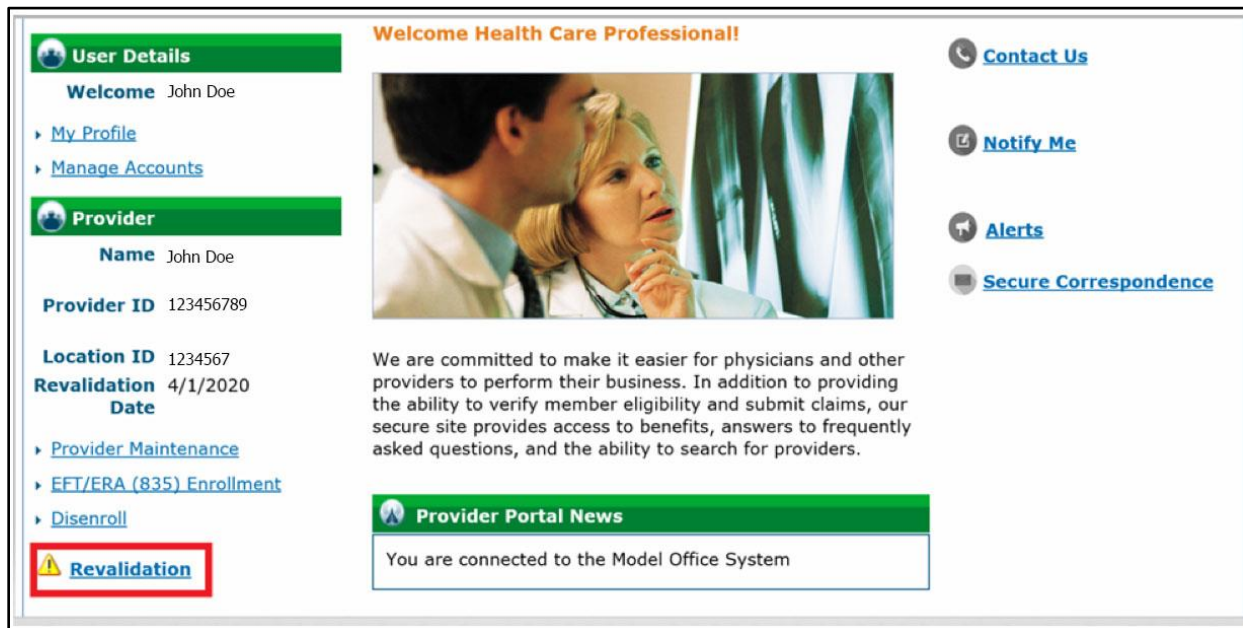 User Details
Welcome John Doe
My Profile
Manage Accounts
Provider
Name John Doe
Provider ID 123456789
Location ID 1234567
Revalidation 4/1/2020
Date
Provider Maintenance
EFT/ERA (835) Enrollment
Disenroll
Revalidation
Welcome Health Care Professional!
We are committed to make it easier for physicians and other
providers to perform their business. In addition to providing
the ability to verify member eligibility and submit claims, our
secure site provides access to benefits, answers to frequently
asked questions, and the ability to search for providers.
Provider Portal News
You are connected to the Model Office System
Contact Us
Notify Me
Alerts
Secure Correspondence